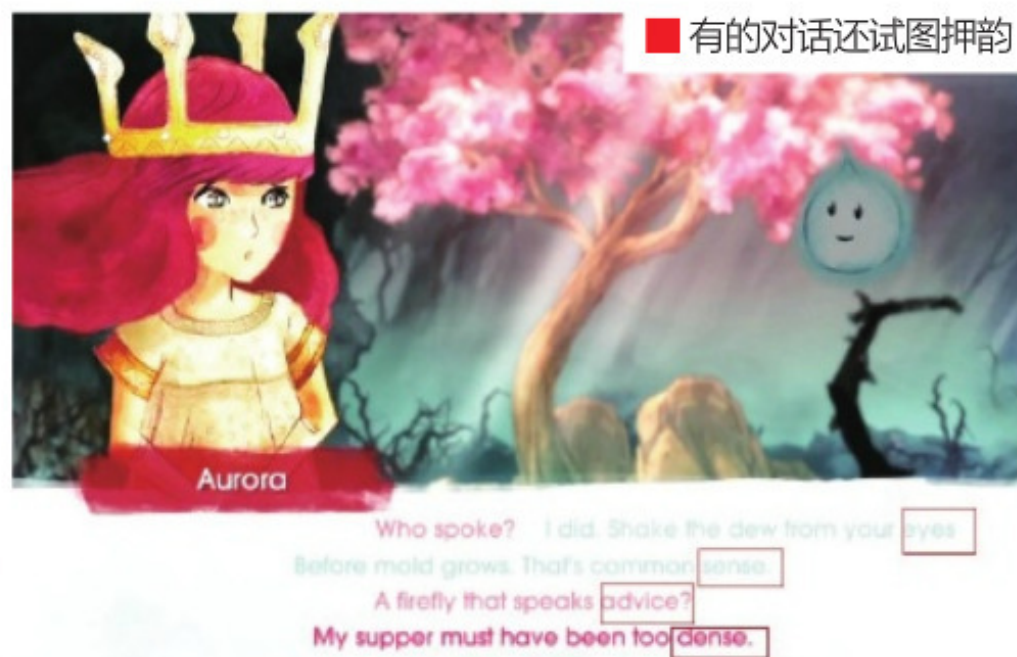 有的对话还试图押韵
Aurora
Who spoke? I did. Shake the dew from your eyes
Before mold grows. That's common sense.
A firefly that speaks advice?
My supper must have been too dense.